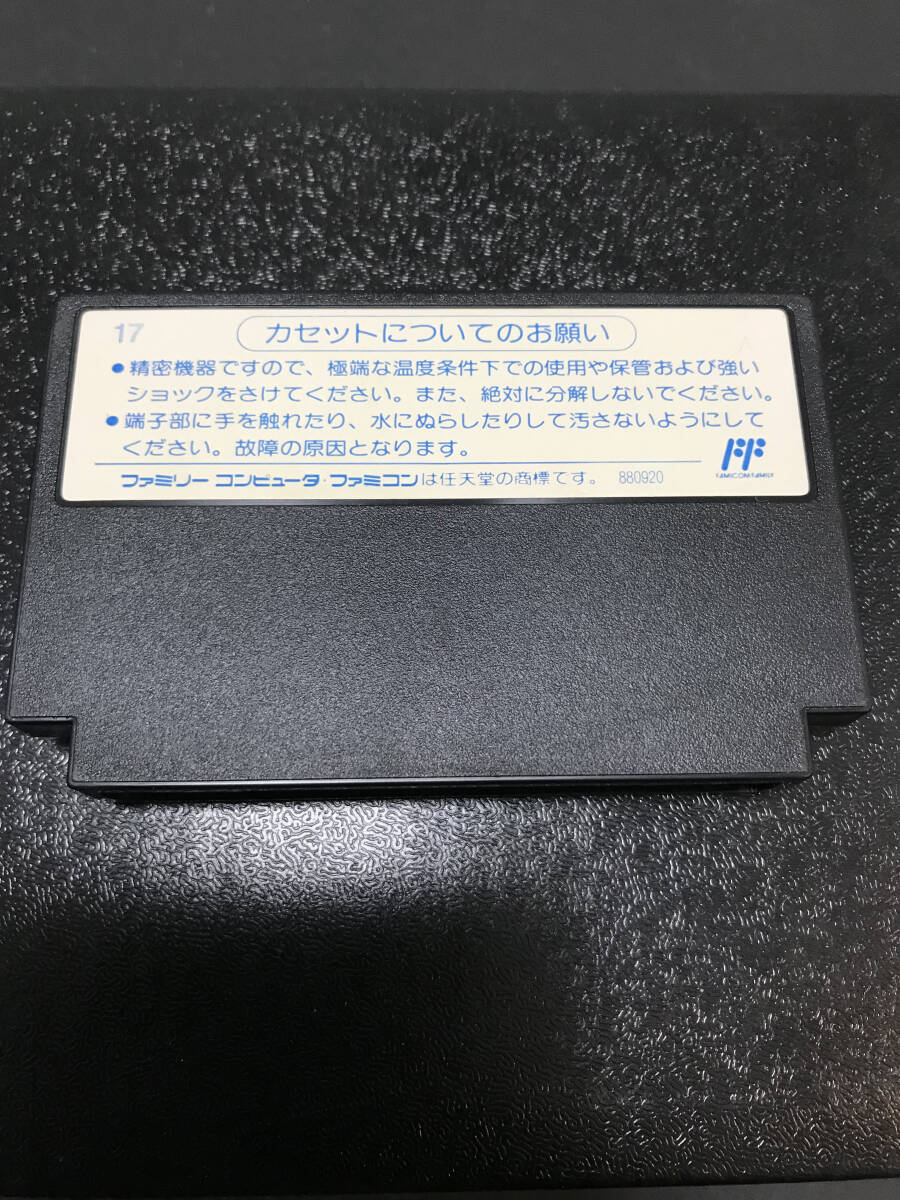 17
カセットについてのお願い
●精密機器ですので、極端な温度条件下での使用や保管および強い
ショックをさけてください。また、絶対に分解しないでください。
●端子部に手を触れたり、水にぬらしたりして汚さないようにして
ください。故障の原因となります。
FAMICOM FAMILY
ファミリー コンピュータ・ファミコンは任天堂の商標です。 880920